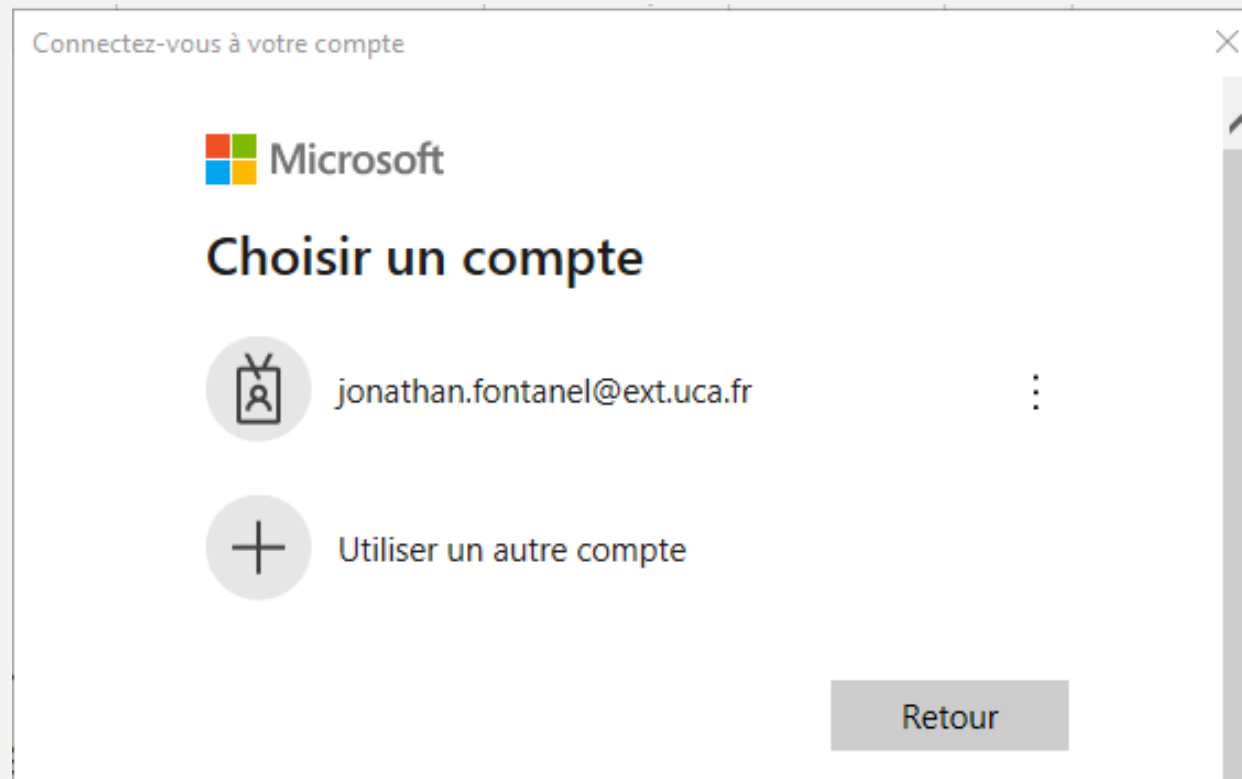 Connectez-vous à votre compte
Microsoft
Choisir un compte
jonathan.fontanel@ext.uca.fr
Utiliser un autre compte
Retour